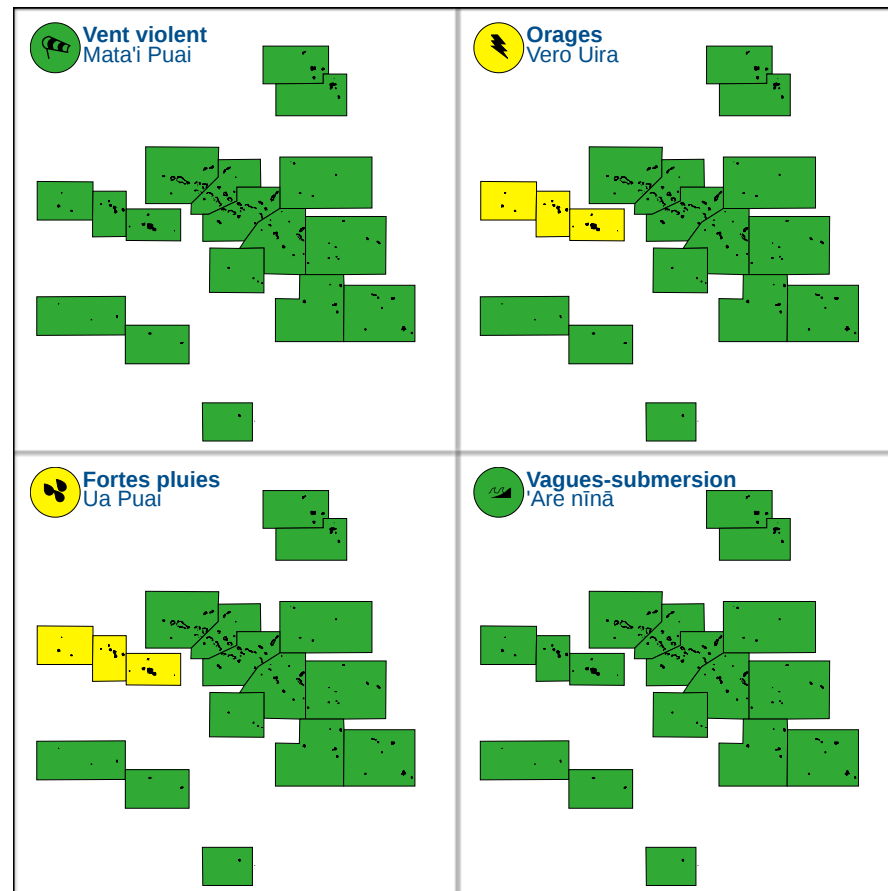 Vent violent
Mata'i Puai
Orages
Vero Uira
Fortes pluies
Ua Puai
Vagues-submersion
'Are nīnā